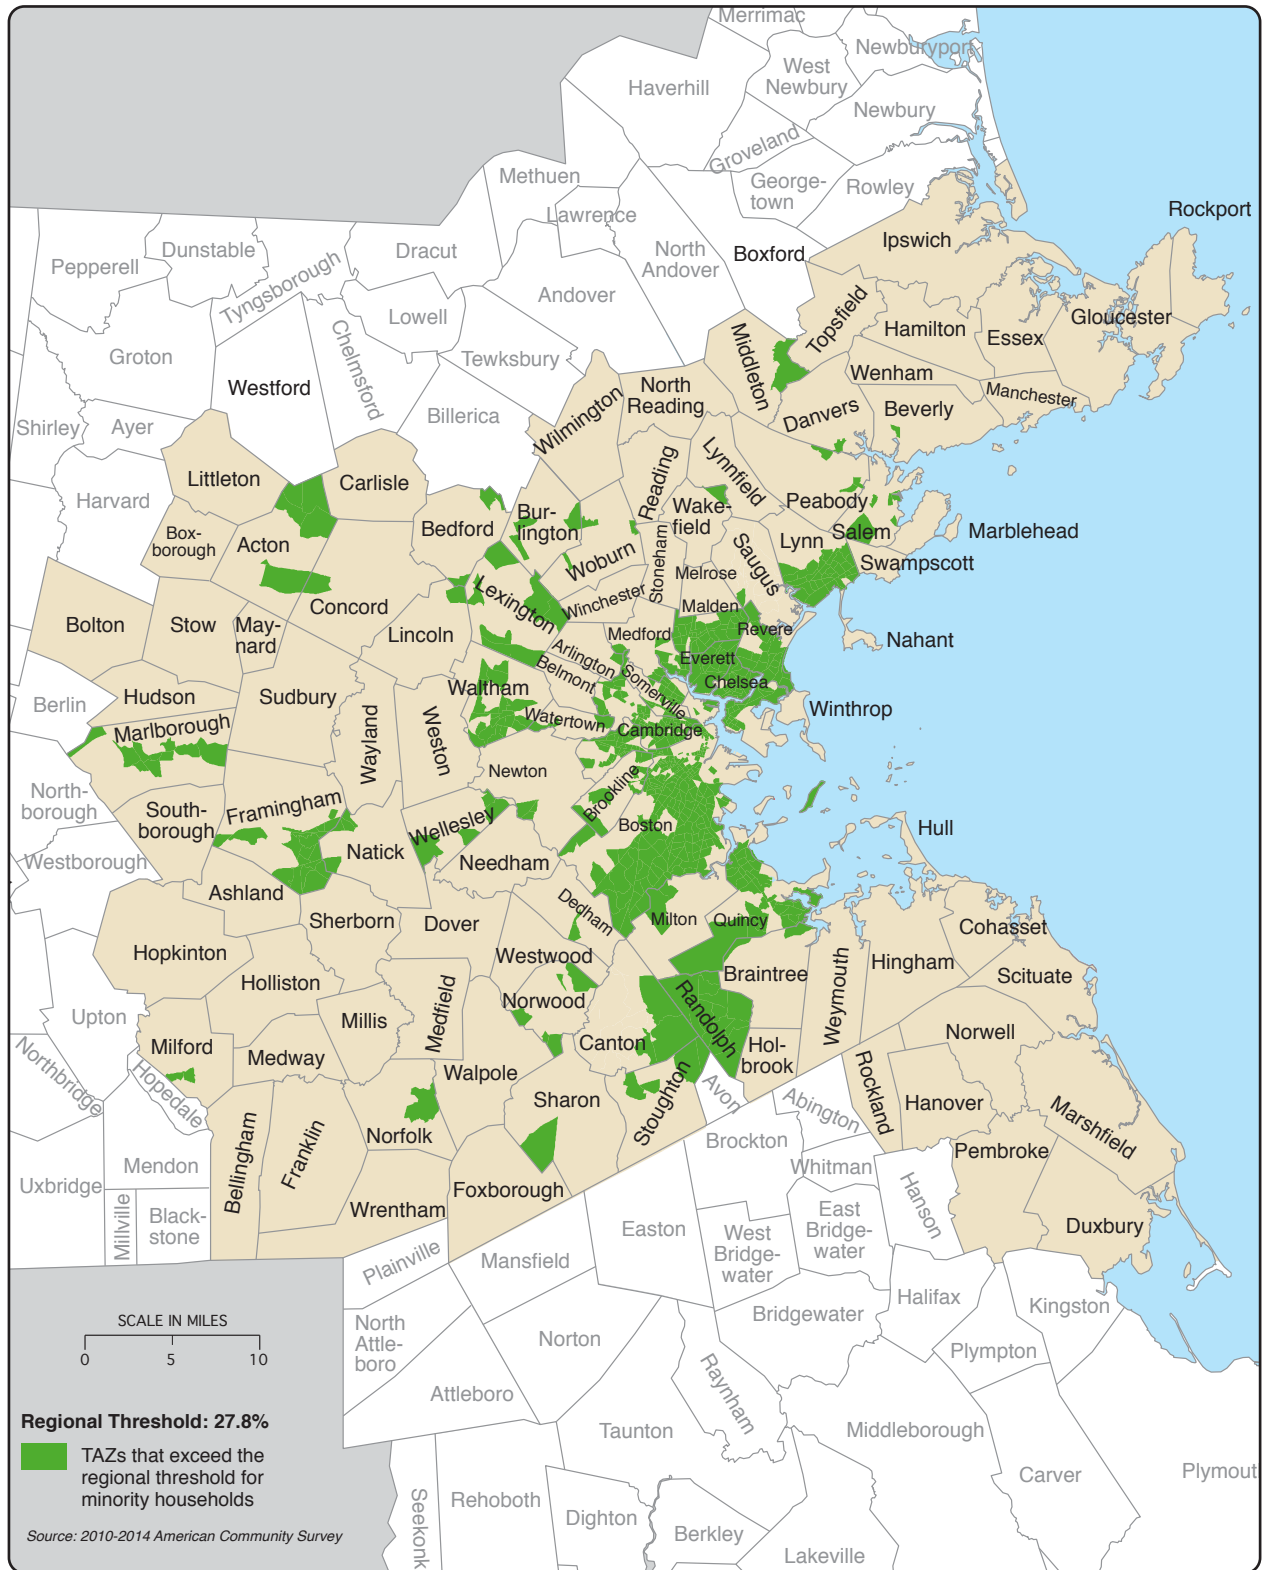 Merrimac
Newburyport
West
Newbury
Haverhill
Newbury
Groveland
Methuen
George-
town
Rowley
Lawrence
Rockport
North
Andover
Boxford
Ipswich
Pepperell
Dunstable
Tyngsborough
Dracut
Andover
Lowell
Topsfield
Gloucester
Hamilton
Essex
Groton
Chelmsford
Tewksbury
Middleton
Wenham
Westford
North
Reading
Manchester
Shirley
Ayer
Billerica
Wilmington
Danvers
Beverly
Littleton
Carlisle
Reading
Lynnfield
Harvard
Peabody
Wake-
field
Bur-
lington
Bedford
Box-
borough
Acton
Salem
Marblehead
Lynn
Woburn
Stoneham
Saugus
Swampscott
Melrose
Concord
Lexington
Winchester
Malden
Bolton
Stow
May-
nard
Lincoln
Medford
Revere
Nahant
Arlington
Everett
Belmont
Somerville
Chelsea
Berlin
Hudson
Sudbury
Waltham
Winthrop
Marlborough
Wayland
Weston
Watertown
Cambridge
North-
borough
Newton
Brookline
South-
borough
Framingham
Wellesley
Boston
Hull
Westborough
Natick
Needham
Ashland
Sherborn
Dover
Dedham
Milton
Quincy
Cohasset
Hopkinton
Westwood
Holliston
Braintree
Weymouth
Hingham
Scituate
Upton
Medfield
Norwood
Randolph
Millis
Milford
Medway
Canton
Hol-
brook
Norwell
Northbridge
Hopedale
Walpole
Sharon
Stoughton
Avon
Abington
Rockland
Hanover
Marshfield
Bellingham
Franklin
Norfolk
Brockton
Whitman
Pembroke
Mendon
Uxbridge
Millville
Black-
stone
Wrentham
Foxborough
Hanson
Easton
West
Bridge-
water
East
Bridge-
water
Duxbury
Plainville
Mansfield
Halifax
Kingston
Bridgewater
North
Attle-
boro
Norton
Plympton
Raynham
Attleboro
Taunton
Middleborough
Carver
Plymout
Seekonk
Rehoboth
Dighton
Berkley
Lakeville
SCALE IN MILES
0 5 10
Regional Threshold: 27.8%
TAZs that exceed the
regional threshold for
minority households
Source: 2010-2014 American Community Survey